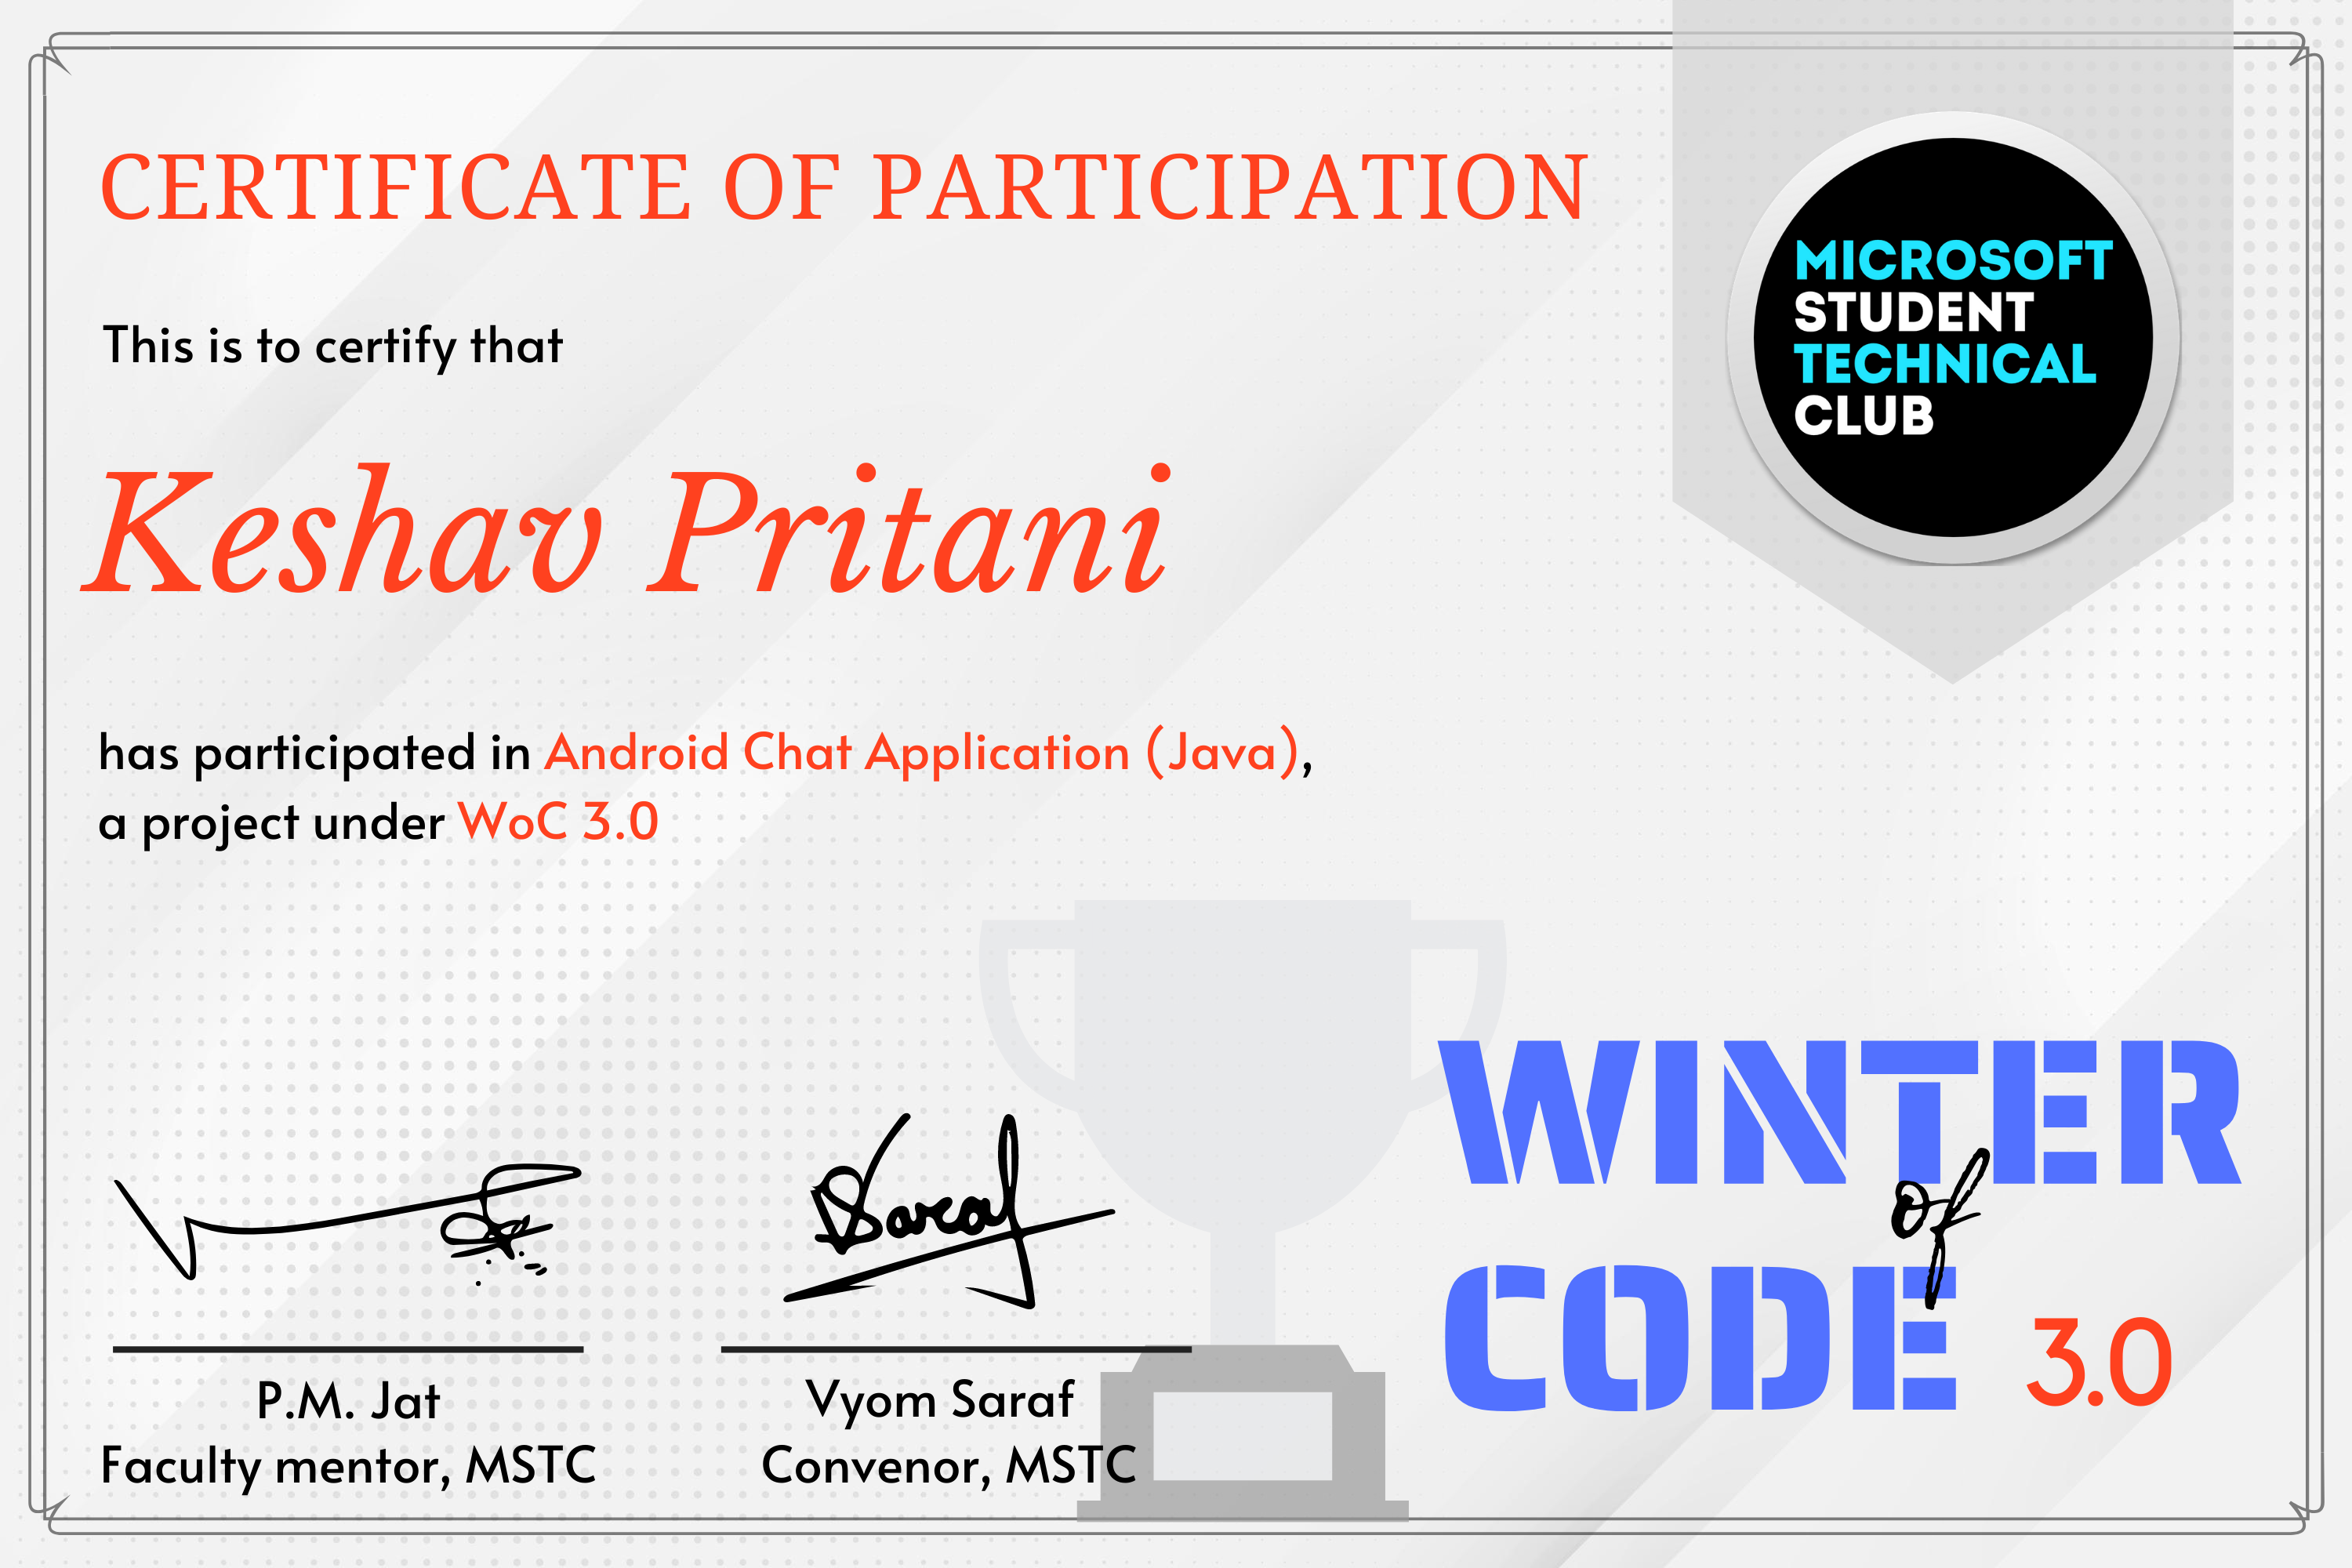 CERTIFICATE OF PARTICIPATION
MICROSOFT
STUDENT
TECHNICAL
CLUB
This is to certify that
Keshav Pritani
has participated in Android Chat Application (Java),
a project under WoC 3.0
WINTER
of
CODE 3.0
P.M. Jat
Faculty mentor, MSTC
Vyom Saraf
Convenor, MSTC